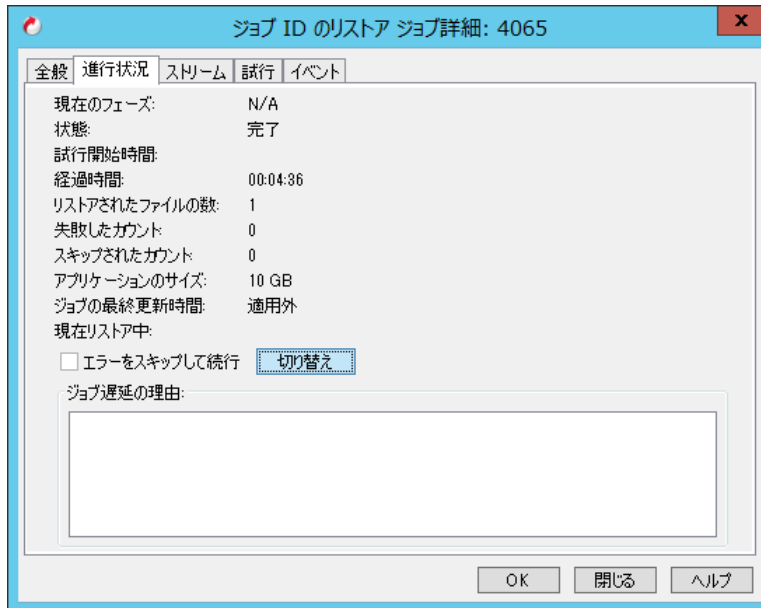 ジョブ ID のリストア ジョブ詳細: 4065
x
全般 進行状況 ストリーム 試行 イベント
現在のフェーズ: N/A
状態: 完了
試行開始時間:
経過時間: 00:04:36
リストアされたファイルの数: 1
失敗したカウント: 0
スキップされたカウント: 0
アプリケーションのサイズ: 10 GB
ジョブの最終更新時間: 適用外
現在リストア中:
エラーをスキップして続行 切り替え
ジョブ遅延の理由:
OK 閉じる ヘルプ